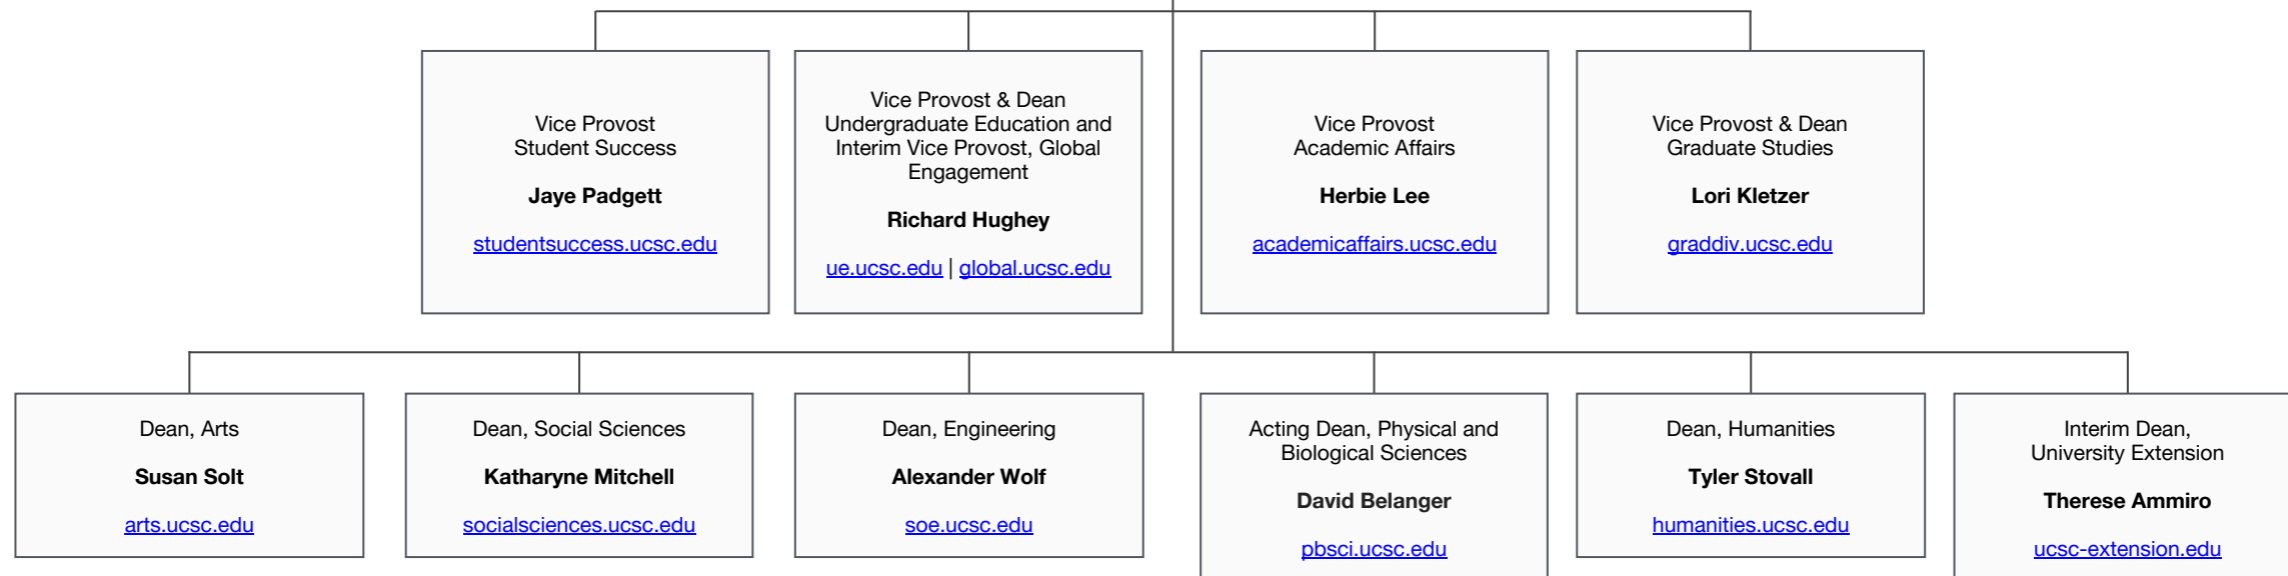 Vice Provost
Student Success
Jaye Padgett
studentsuccess.ucsc.edu
Vice Provost & Dean
Undergraduate Education and
Interim Vice Provost, Global
Engagement
Richard Hughey
ue.ucsc.edu | global.ucsc.edu
Vice Provost
Academic Affairs
Herbie Lee
academicaffairs.ucsc.edu
Vice Provost & Dean
Graduate Studies
Lori Kletzer
graddiv.ucsc.edu
Dean, Arts
Susan Solt
arts.ucsc.edu
Dean, Social Sciences
Katharyne Mitchell
socialsciences.ucsc.edu
Dean, Engineering
Alexander Wolf
soe.ucsc.edu
Acting Dean, Physical and
Biological Sciences
David Belanger
pbsci.ucsc.edu
Dean, Humanities
Tyler Stovall
humanities.ucsc.edu
Interim Dean,
University Extension
Therese Ammiro
ucsc-extension.edu